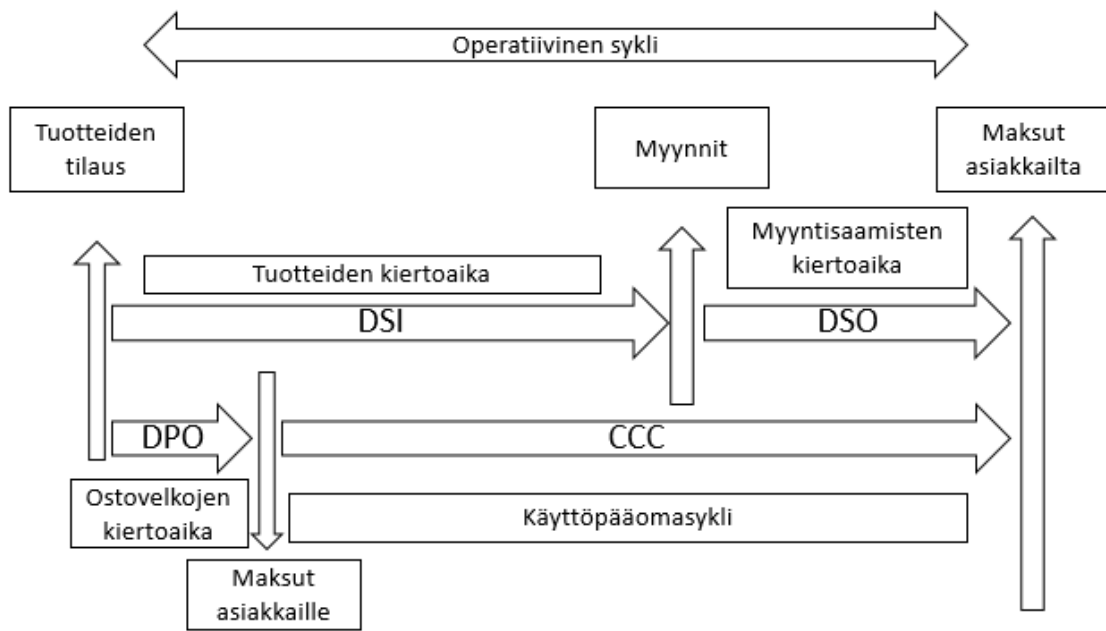 Operatiivinen sykli
Tuotteiden
tilaus
Myynnit
Maksut
asiakkailta
Myyntisaamisten
kiertoaika
Tuotteiden kiertoaika
DSI
DSO
DPO
CCC
Ostovelkojen
kiertoaika
Käyttöpääomasykli
Maksut
asiakkaille